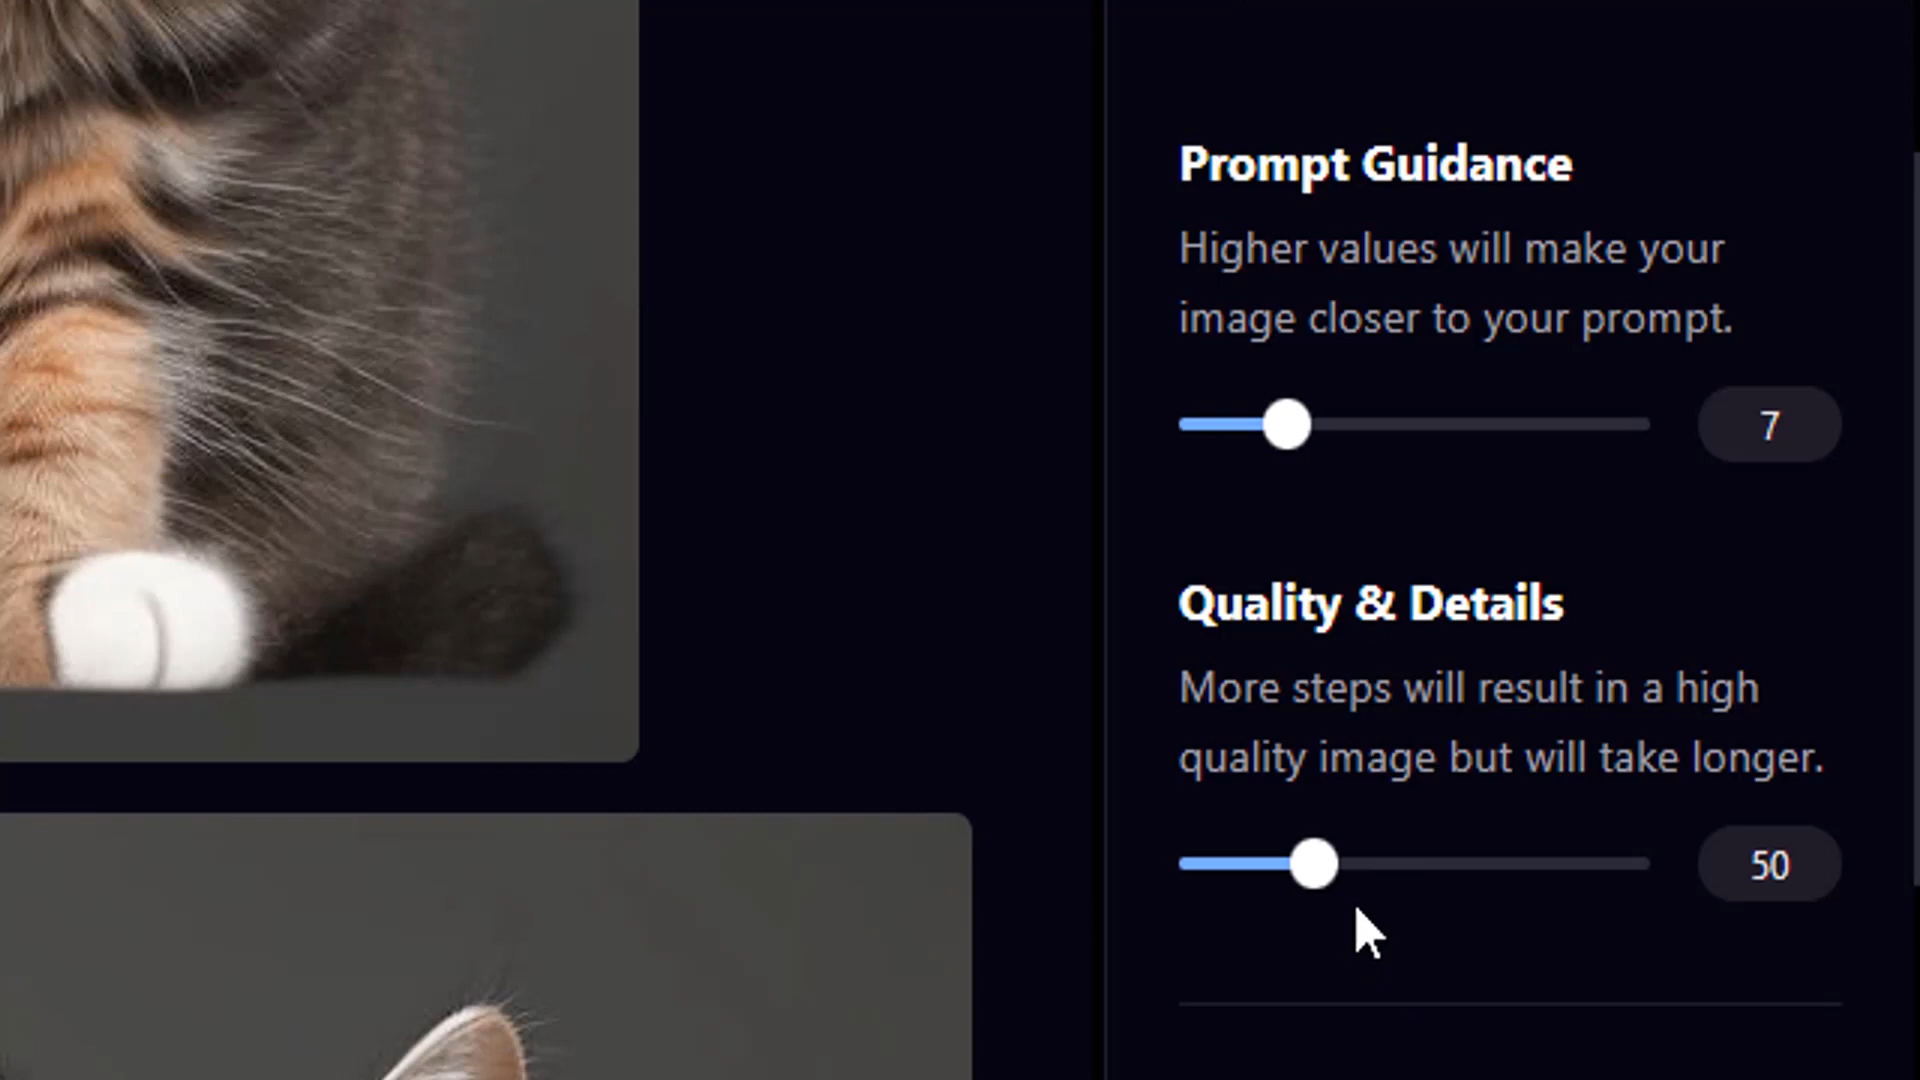 Prompt Guidance
Higher values will make your
image closer to your prompt.
7
Quality & Details
More steps will result in a high
quality image but will take longer.
50